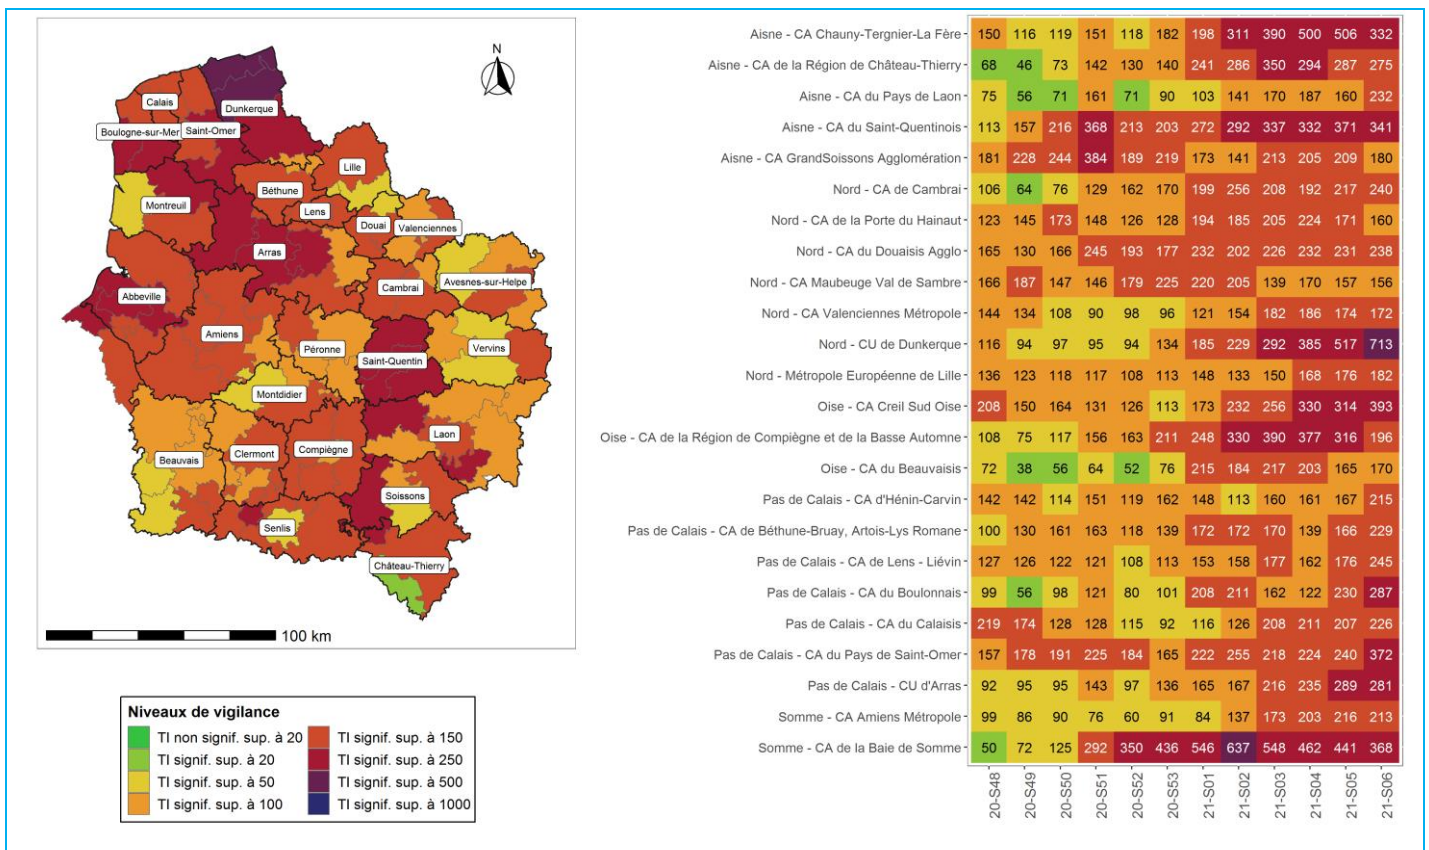 N
Calais
Dunkerque
Boulogne-sur-Mer
Saint-Omer
Lille
Béthune
Montreuil
Lens
Douai
Valenciennes
Arras
Avesnes-sur-Helpe
Cambrai
Abbeville
Amiens
Péronne
Vervins
Saint-Quentin
Montdidier
Laon
Clermont
Compiègne
Beauvais
Soissons
Senlis
Château-Thierry
100 km
Niveaux de vigilance
TI non signif. sup. à 20
TI signif. sup. à 20
TI signif. sup. à 50
TI signif. sup. à 100
TI signif. sup. à 150
TI signif. sup. à 250
TI signif. sup. à 500
TI signif. sup. à 1000
Aisne - CA Chauny-Tergnier-La Fère 150 116 119 151 118 182 198 311 390 500 506 332
Aisne - CA de la Région de Château-Thierry 68 46 73 142 130 140 241 286 350 294 287 275
Aisne - CA du Pays de Laon 75 56 71 161 71 90 103 141 170 187 160 232
Aisne - CA du Saint-Quentinois 113 157 216 368 213 203 272 292 337 332 371 341
Aisne - CA GrandSoissons Agglomération 181 228 244 384 189 219 173 141 213 205 209 180
Nord - CA de Cambrai 106 64 76 129 162 170 199 256 208 192 217 240
Nord - CA de la Porte du Hainaut 123 145 173 148 126 128 194 185 205 224 171 160
Nord - CA du Douaisis Agglo 165 130 166 245 193 177 232 202 226 232 231 238
Nord - CA Maubeuge Val de Sambre 166 187 147 146 179 225 220 205 139 170 157 156
Nord - CA Valenciennes Métropole 144 134 108 90 98 96 121 154 182 186 174 172
Nord - CU de Dunkerque 116 94 97 95 94 134 185 229 292 385 517 713
Nord - Métropole Européenne de Lille 136 123 118 117 108 113 148 133 150 168 176 182
Oise - CA Creil Sud Oise 208 150 164 131 126 113 173 232 256 330 314 393
Oise - CA de la Région de Compiègne et de la Basse Automne 108 75 117 156 163 211 248 330 390 377 316 196
Oise - CA du Beauvaisis 72 38 56 64 52 76 215 184 217 203 165 170
Pas de Calais - CA d'Hénin-Carvin 142 142 114 151 119 162 148 113 160 161 167 215
Pas de Calais - CA de Béthune-Bruay, Artois-Lys Romane 100 130 161 163 118 139 172 172 170 139 166 229
Pas de Calais - CA de Lens - Liévin 127 126 122 121 108 113 153 158 177 162 176 245
Pas de Calais - CA du Boulonnais 99 56 98 121 80 101 208 211 162 122 230 287
Pas de Calais - CA du Calaisis 219 174 128 128 115 92 116 126 208 211 207 226
Pas de Calais - CA du Pays de Saint-Omer 157 178 191 225 184 165 222 255 218 224 240 372
Pas de Calais - CU d'Arras 92 95 95 143 97 136 165 167 216 235 289 281
Somme - CA Amiens Métropole 99 86 90 76 60 91 84 137 173 203 216 213
Somme - CA de la Baie de Somme 50 72 125 292 350 436 546 637 548 462 441 368
20-S48 20-S49 20-S50 20-S51 20-S52 20-S53 21-S01 21-S02 21-S03 21-S04 21-S05 21-S06